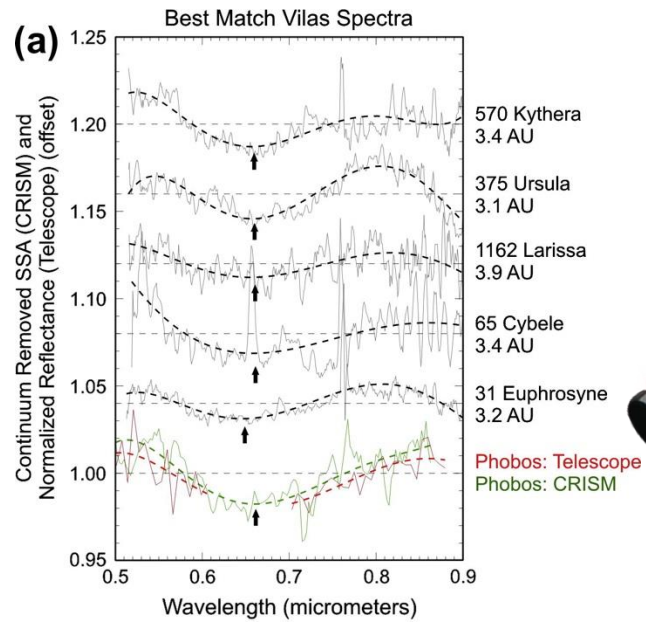 Best Match Vilas Spectra
(a)
Continuum Removed SSA (CRISM) and
Normalized Reflectance (Telescope) (offset)
1.25
1.20
1.15
1.10
1.05
1.00
0.95
570 Kythera
3.4 AU
375 Ursula
3.1 AU
1162 Larissa
3.9 AU
65 Cybele
3.4 AU
31 Euphrosyne
3.2 AU
Phobos: Telescope
Phobos: CRISM
0.5 0.6 0.7 0.8 0.9
Wavelength (micrometers)